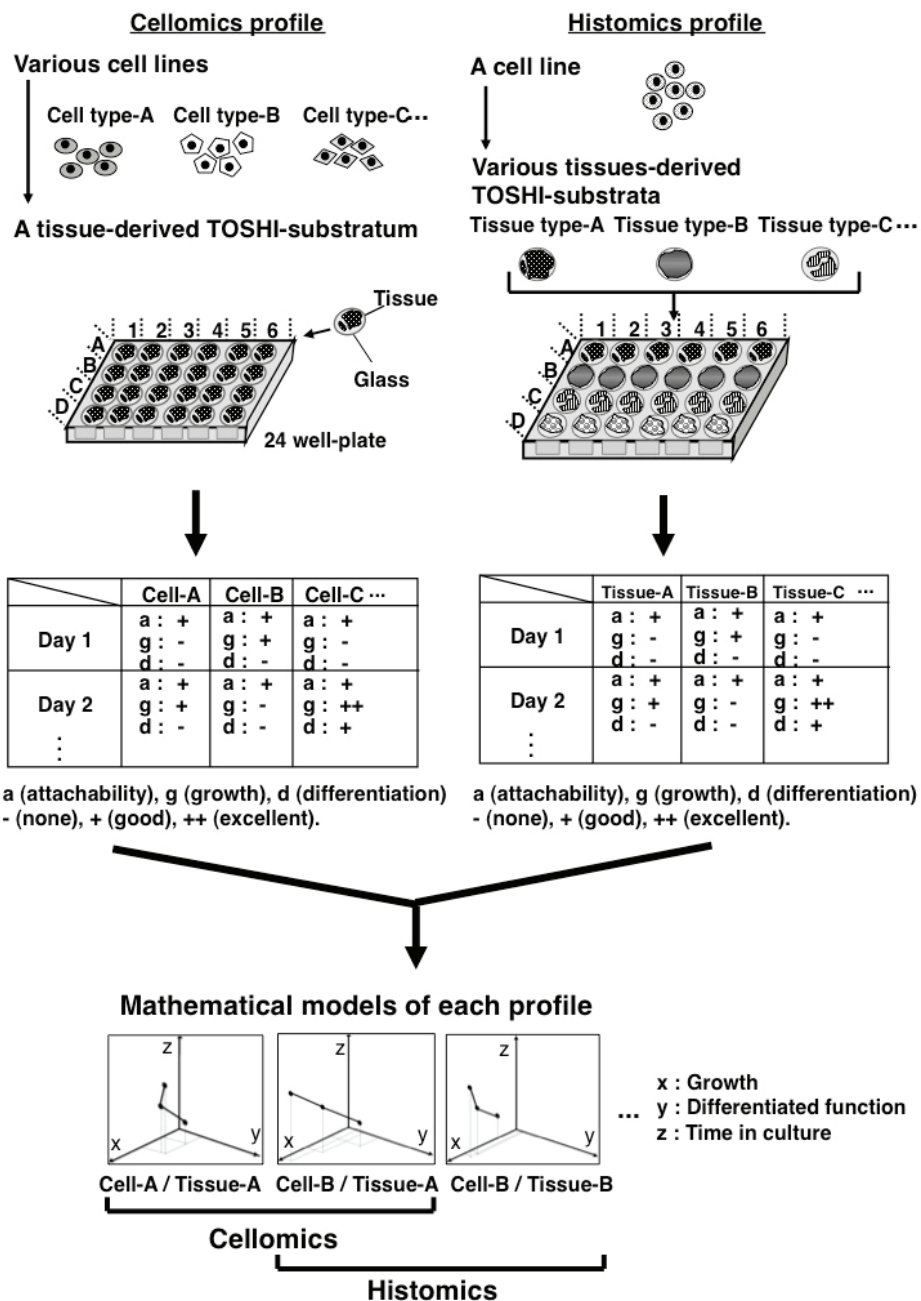 Cellomics profile
Various cell lines
Cell type-A Cell type-B Cell type-C···
A tissue-derived TOSHI-substratum
Tissue
Glass
1 2 3 4 5 6
A
B
C
D
24 well-plate
Histomics profile
A cell line
Various tissues-derived
TOSHI-substrata
Tissue type-A Tissue type-B Tissue type-C ···
1 2 3 4 5 6
A
B
C
D
Cell-A Cell-B Cell-C ···
Day 1
a : + a : + a : +
g : - g : + g : -
d : - d : - d : -
Day 2
a : + a : + a : +
g : + g : - g : ++
d : - d : - d : +
⋮
a (attachability), g (growth), d (differentiation)
- (none), + (good), ++ (excellent).
Tissue-A Tissue-B Tissue-C ···
Day 1
a : + a : + a : +
g : - g : + g : -
d : - d : - d : -
Day 2
a : + a : + a : +
g : + g : - g : ++
d : - d : - d : +
⋮
a (attachability), g (growth), d (differentiation)
- (none), + (good), ++ (excellent).
Mathematical models of each profile
z
x y
z
x y
z
x y
...
x : Growth
y : Differentiated function
z : Time in culture
Cell-A / Tissue-A Cell-B / Tissue-A Cell-B / Tissue-B
Cellomics
Histomics